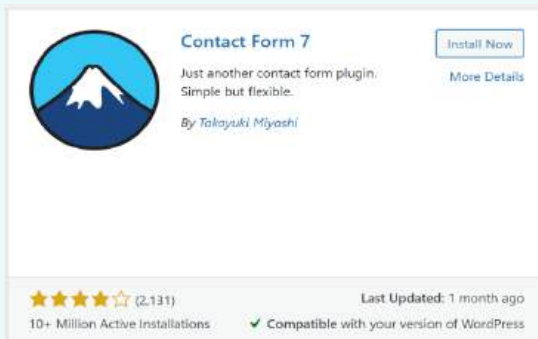 Contact Form 7
Install Now
Just another contact form plugin.
Simple but flexible.
More Details
By Takayuki Miyoshi
(2,131)
Last Updated: 1 month ago
10+ Million Active Installations
Compatible with your version of WordPress